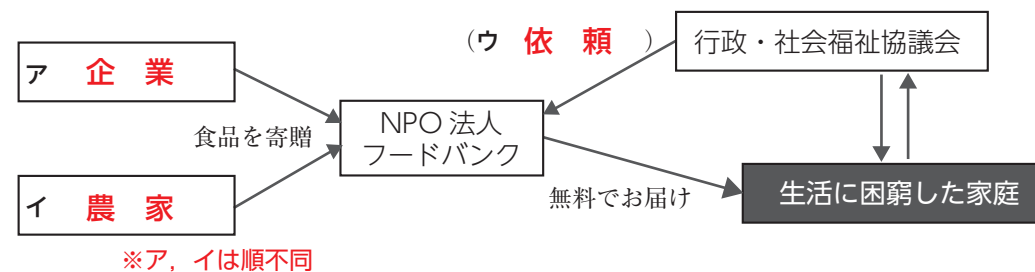 (ウ 依 頼 )
行政・社会福祉協議会
ア 企 業
食品を寄贈
NPO 法人
フードバンク
イ 農 家
無料でお届け
生活に困窮した家庭
※ア，イは順不同